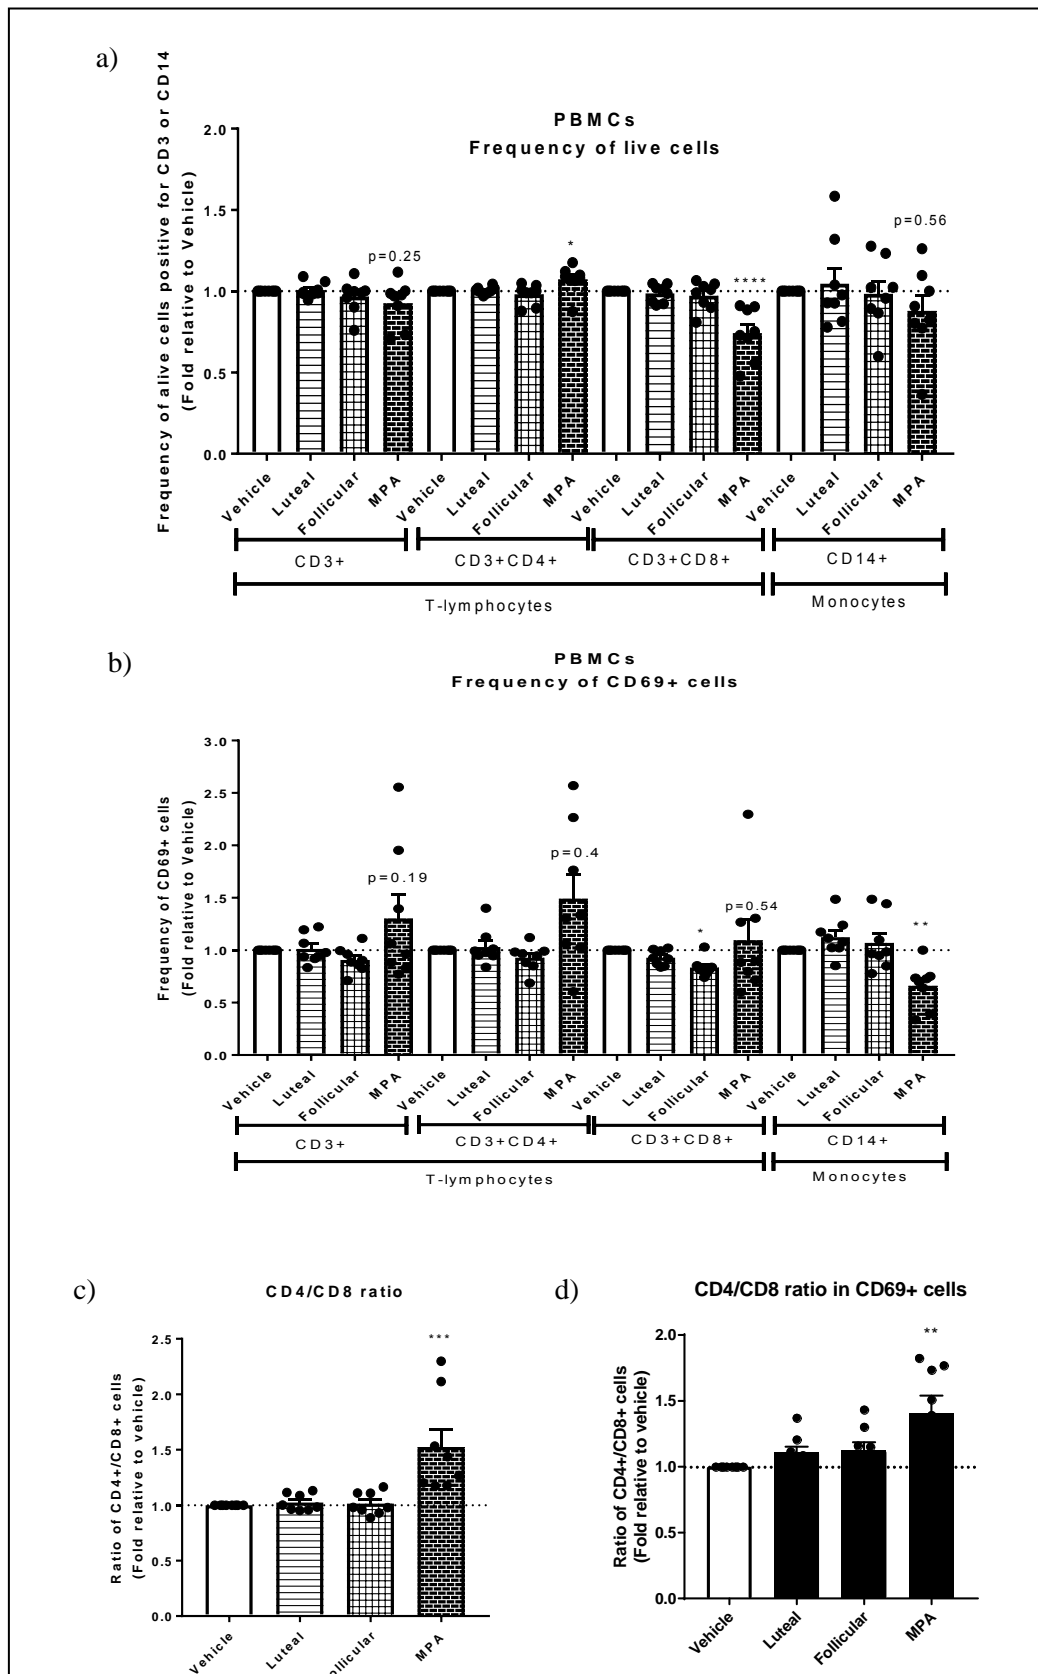 a)
Frequency of alive cells positive for CD3 or CD14
(Fold relative to Vehicle)
PBMCs
Frequency of live cells
2.0
1.5
1.0
0.5
0.0
p=0.25
*
****
p=0.56
Vehicle Luteal Follicular MPA Vehicle Luteal Follicular MPA Vehicle Luteal Follicular MPA Vehicle Luteal Follicular MPA
CD3+ CD3+CD4+ CD3+CD8+ CD14+
T-lymphocytes Monocytes
b)
PBMCs
Frequency of CD69+ cells
Frequency of CD69+ cells
(Fold relative to Vehicle)
3.0
2.5
2.0
1.5
1.0
0.5
0.0
p=0.19
p=0.4
*
p=0.54
**
Vehicle Luteal Follicular MPA Vehicle Luteal Follicular MPA Vehicle Luteal Follicular MPA Vehicle Luteal Follicular MPA
CD3+ CD3+CD4+ CD3+CD8+ CD14+
T-lymphocytes Monocytes
c)
CD4/CD8 ratio
Ratio of CD4+/CD8+ cells
(Fold relative to vehicle)
2.5
2.0
1.5
1.0
0.5
0.0
***
Vehicle Luteal Follicular MPA
d)
CD4/CD8 ratio in CD69+ cells
Ratio of CD4+/CD8+ cells
(Fold relative to vehicle)
2.0
1.5
1.0
0.5
0.0
**
Vehicle Luteal Follicular MPA